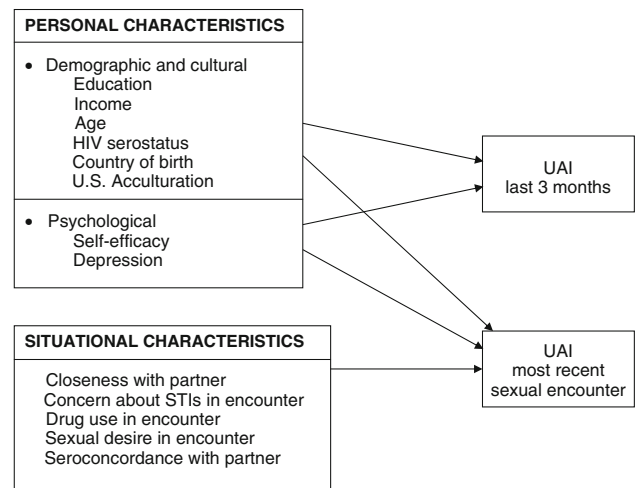 PERSONAL CHARACTERISTICS
• Demographic and cultural
Education
Income
Age
HIV serostatus
Country of birth
U.S. Acculturation
• Psychological
Self-efficacy
Depression
SITUATIONAL CHARACTERISTICS
Closeness with partner
Concern about STIs in encounter
Drug use in encounter
Sexual desire in encounter
Seroconcordance with partner
UAI
last 3 months
UAI
most recent
sexual encounter